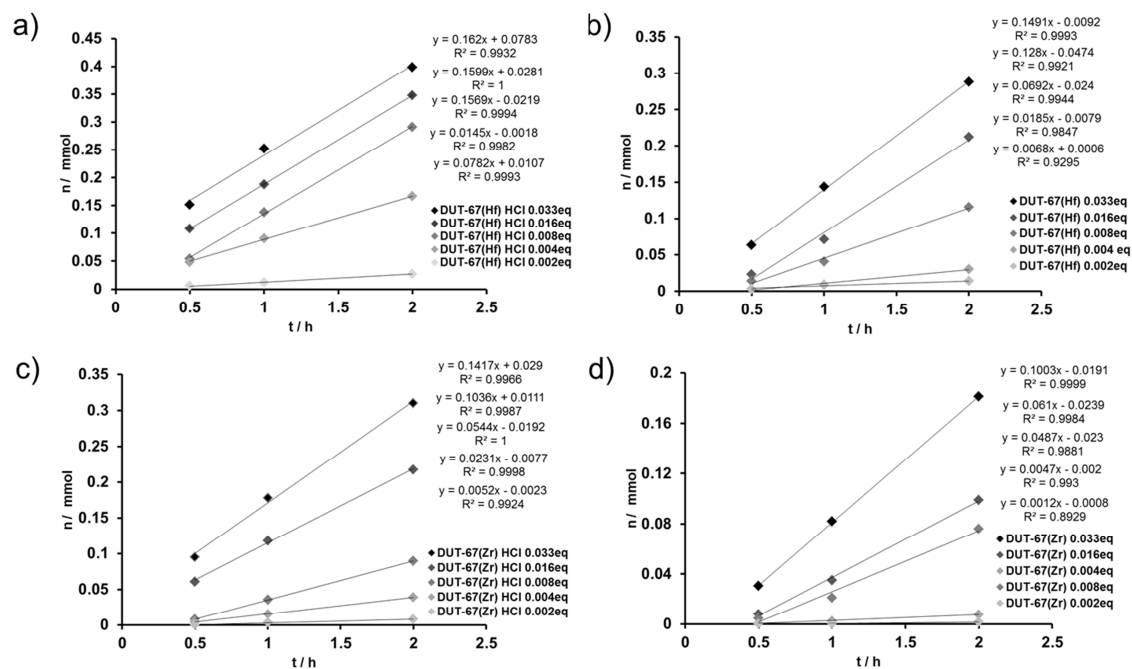 a)
n / mmol
0.45
0.4
0.35
0.3
0.25
0.2
0.15
0.1
0.05
0
0 0.5 1 1.5 2 2.5
t / h
y = 0.162x + 0.0783
R² = 0.9932
y = 0.1599x + 0.0281
R² = 1
y = 0.1569x - 0.0219
R² = 0.9994
y = 0.0145x - 0.0018
R² = 0.9982
y = 0.0782x + 0.0107
R² = 0.9993
DUT-67(Hf) HCl 0.033eq
DUT-67(Hf) HCl 0.016eq
DUT-67(Hf) HCl 0.008eq
DUT-67(Hf) HCl 0.004eq
DUT-67(Hf) HCl 0.002eq
b)
n / mmol
0.35
0.3
0.25
0.2
0.15
0.1
0.05
0
0 0.5 1 1.5 2 2.5
t / h
y = 0.1491x - 0.0092
R² = 0.9993
y = 0.128x - 0.0474
R² = 0.9921
y = 0.0692x - 0.024
R² = 0.9944
y = 0.0185x - 0.0079
R² = 0.9847
y = 0.0068x + 0.0006
R² = 0.9295
DUT-67(Hf) 0.033eq
DUT-67(Hf) 0.016eq
DUT-67(Hf) 0.008eq
DUT-67(Hf) 0.004 eq
DUT-67(Hf) 0.002eq
c)
n / mmol
0.35
0.3
0.25
0.2
0.15
0.1
0.05
0
0 0.5 1 1.5 2 2.5
t / h
y = 0.1417x + 0.029
R² = 0.9966
y = 0.1036x + 0.0111
R² = 0.9987
y = 0.0544x - 0.0192
R² = 1
y = 0.0231x - 0.0077
R² = 0.9998
y = 0.0052x - 0.0023
R² = 0.9924
DUT-67(Zr) HCl 0.033eq
DUT-67(Zr) HCl 0.016eq
DUT-67(Zr) HCl 0.008eq
DUT-67(Zr) HCl 0.004eq
DUT-67(Zr) HCl 0.002eq
d)
n / mmol
0.2
0.16
0.12
0.08
0.04
0
0 0.5 1 1.5 2 2.5
t / h
y = 0.1003x - 0.0191
R² = 0.9999
y = 0.061x - 0.0239
R² = 0.9984
y = 0.0487x - 0.023
R² = 0.9881
y = 0.0047x - 0.002
R² = 0.993
y = 0.0012x - 0.0008
R² = 0.8929
DUT-67(Zr) 0.033eq
DUT-67(Zr) 0.016eq
DUT-67(Zr) 0.004eq
DUT-67(Zr) 0.008eq
DUT-67(Zr) 0.002eq